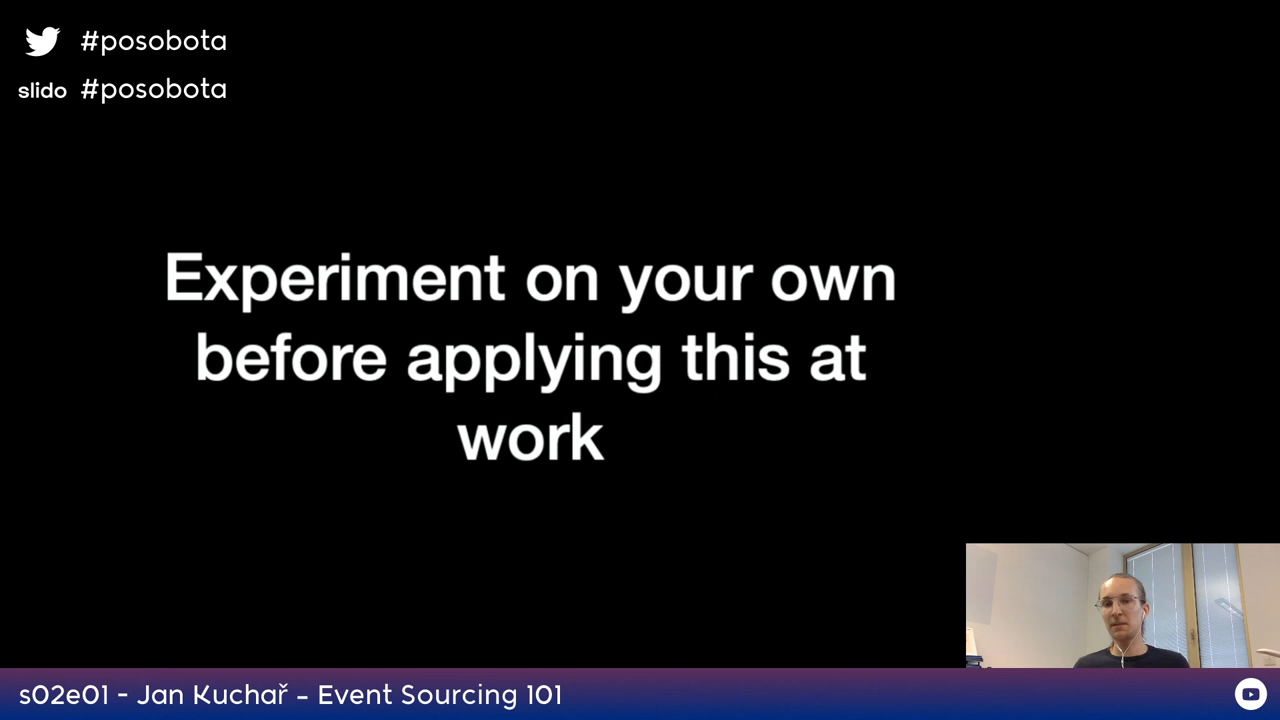 #posobota
slido #posobota
Experiment on your own
before applying this at
work
s02e01 - Jan Kuchař - Event Sourcing 101